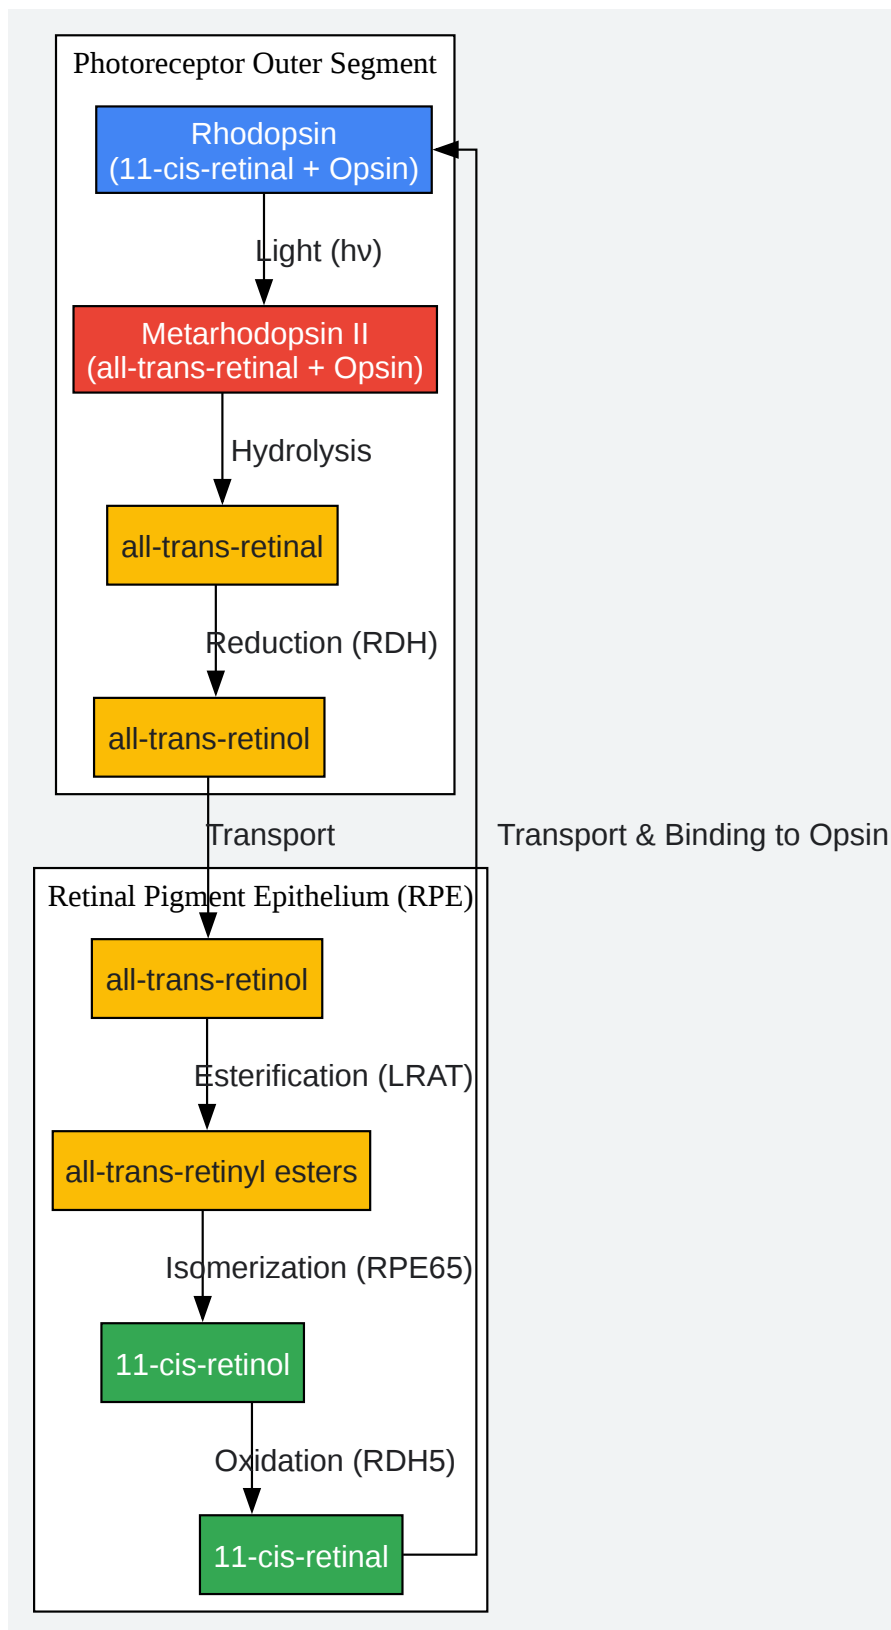 Photoreceptor Outer Segment
Rhodopsin
(11-cis-retinal + Opsin)
Light (hν)
Metarhodopsin II
(all-trans-retinal + Opsin)
Hydrolysis
all-trans-retinal
Reduction (RDH)
all-trans-retinol
Transport
Transport & Binding to Opsin
Retinal Pigment Epithelium (RPE)
all-trans-retinol
Esterification (LRAT)
all-trans-retinyl esters
Isomerization (RPE65)
11-cis-retinol
Oxidation (RDH5)
11-cis-retinal